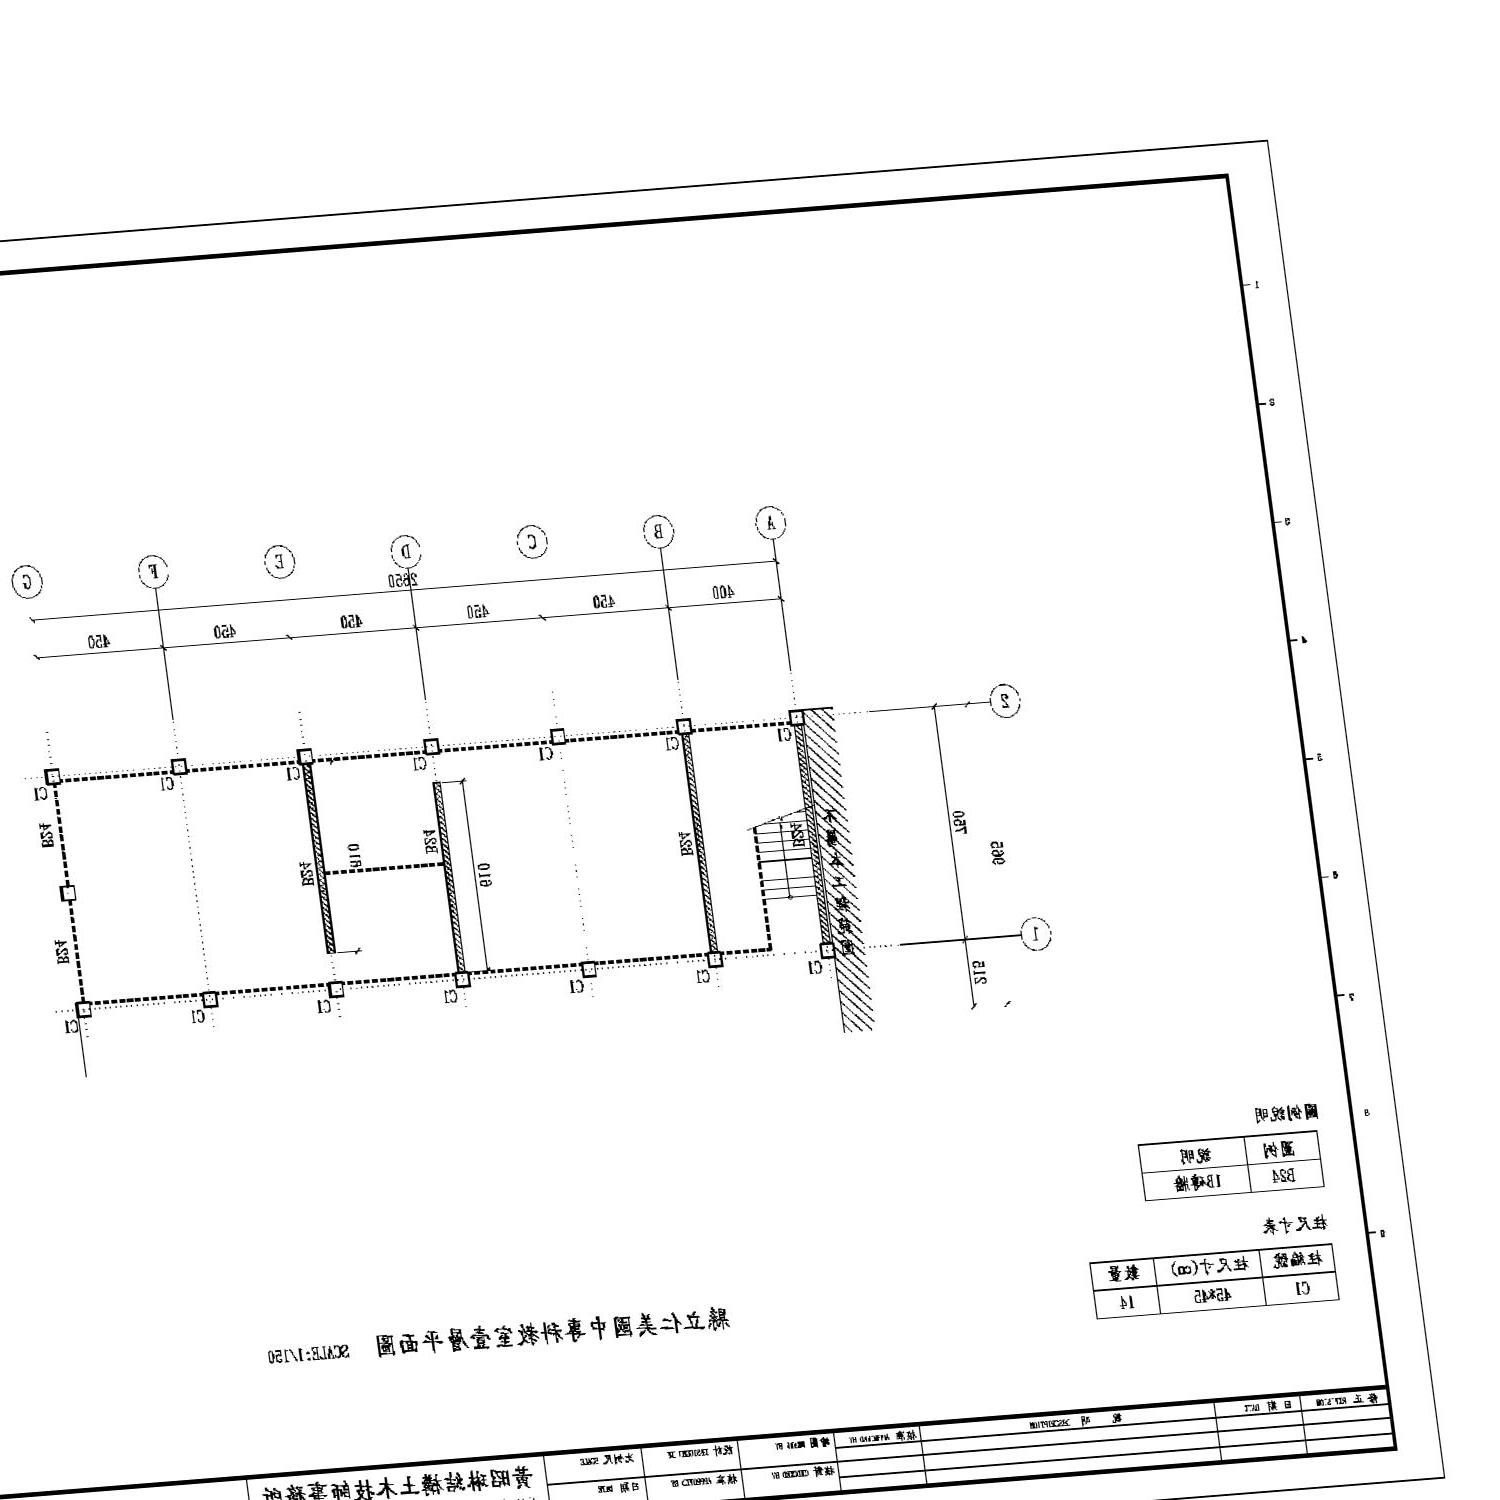 A
B
C
D
E
F
G
2650
400
450
450
450
450
450
2
1
750
965
215
C1
C1
C1
C1
C1
C1
C1
B24
B24
B24
B24
B24
B24
610
610
不屬本工程範圍
C1
C1
C1
C1
C1
C1
C1
1
2
3
4
5
6
7
8
9
圖例說明
圖例 說明
B24 1B磚牆
柱尺寸表
柱編號 柱尺寸(cm) 數量
C1 45*45 14
縣立仁美國中專科教室壹層平面圖 SCALE:1/150
修正 REVISION 日期 DATE 說明 DESCRIPTION
核准
繪圖 DRAWN BY
設計 DESIGNED BY
比例尺 SCALE
校對 CHECKED BY
核准 APPROVED BY
日期 DATE
黃昭琳結構土木技師事務所